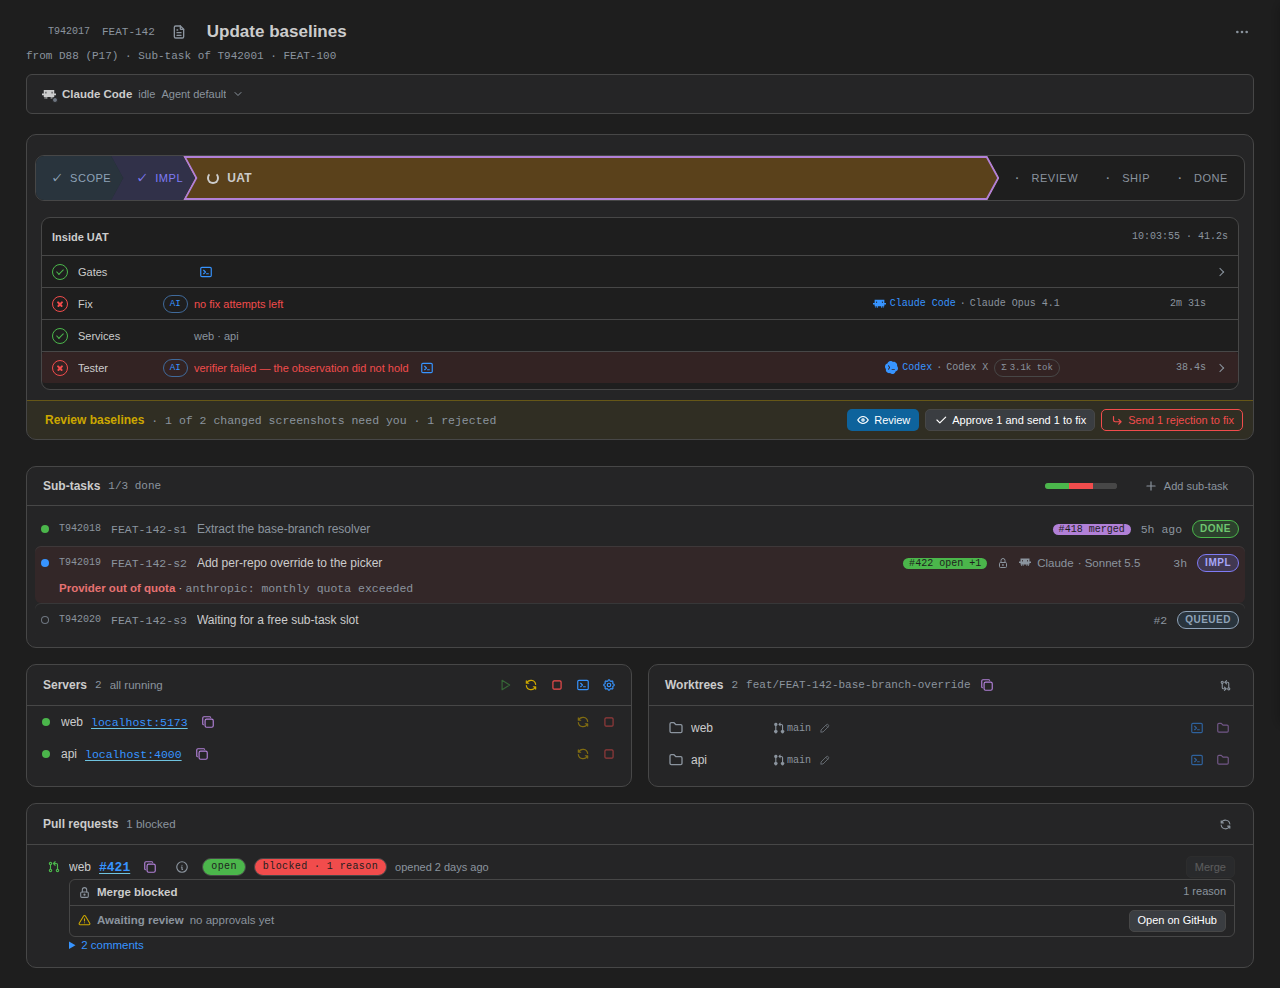 T942017 FEAT-142 Update baselines
from D88 (P17) · Sub-task of T942001 · FEAT-100
Claude Code idle Agent default
SCOPE IMPL UAT REVIEW SHIP DONE
Inside UAT 10:03:55 · 41.2s
Gates
Fix AI no fix attempts left Claude Code · Claude Opus 4.1 2m 31s
Services web · api
Tester AI verifier failed — the observation did not hold Codex · Codex X Σ 3.1k tok 38.4s
Review baselines · 1 of 2 changed screenshots need you · 1 rejected Review Approve 1 and send 1 to fix Send 1 rejection to fix
Sub-tasks 1/3 done Add sub-task
T942018 FEAT-142-s1 Extract the base-branch resolver #418 merged 5h ago DONE
T942019 FEAT-142-s2 Add per-repo override to the picker #422 open +1 Claude · Sonnet 5.5 3h IMPL
Provider out of quota · anthropic: monthly quota exceeded
T942020 FEAT-142-s3 Waiting for a free sub-task slot #2 QUEUED
Servers 2 all running
web localhost:5173
api localhost:4000
Worktrees 2 feat/FEAT-142-base-branch-override
web main
api main
Pull requests 1 blocked
web #421 open blocked · 1 reason opened 2 days ago Merge
Merge blocked 1 reason
Awaiting review no approvals yet Open on GitHub
2 comments